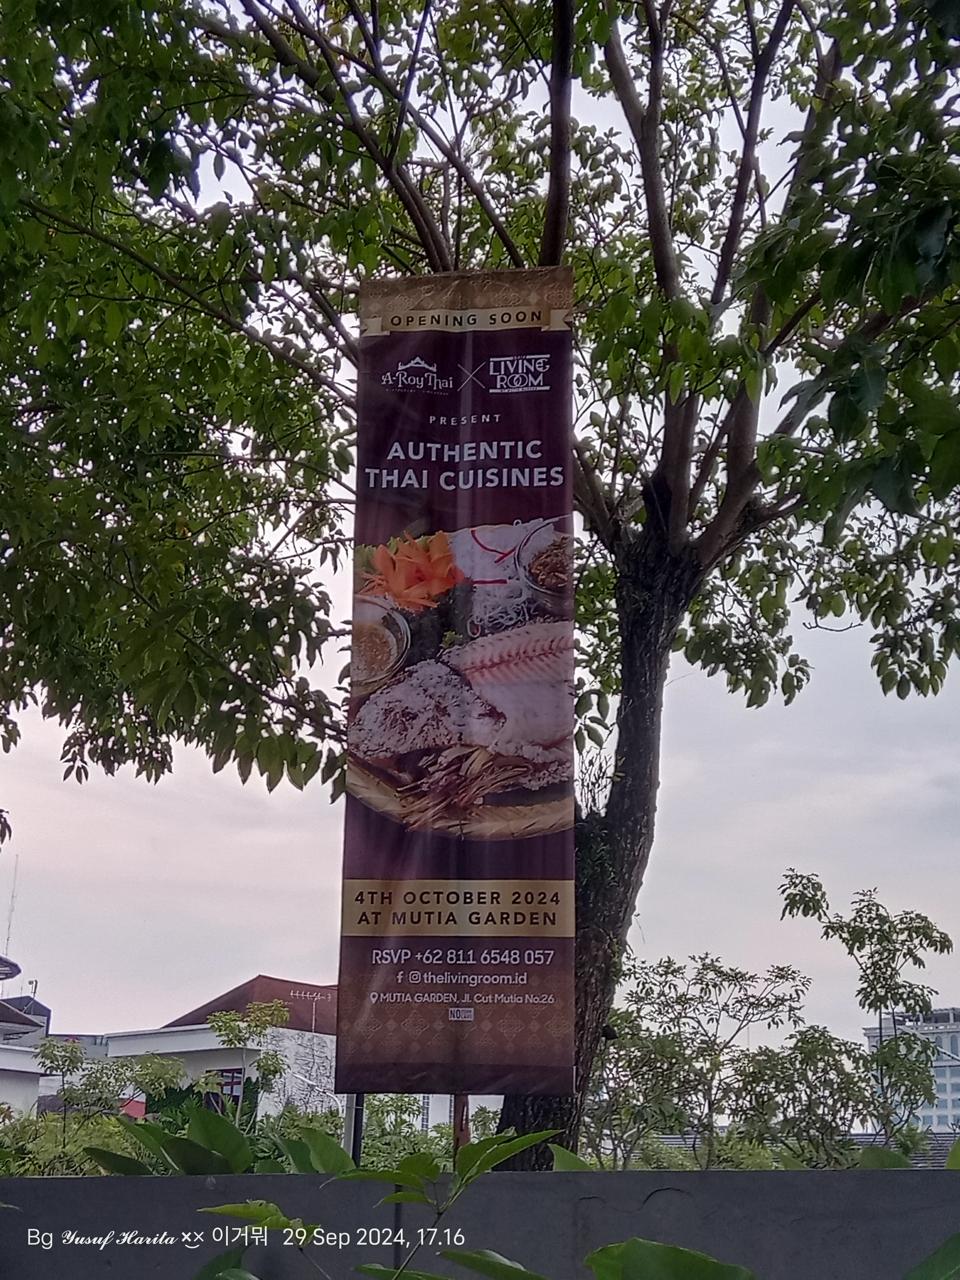 OPENING SOON
A-Roy Thai
LIVING
ROOM
PRESENT
AUTHENTIC
THAI CUISINES
4TH OCTOBER 2024
AT MUTIA GARDEN
RSVP +62 811 6548 057
thelivingroom.id
MUTIA GARDEN, Jl. Cut Mutia No.26
NO
Bg Yusuf Harita 이거뭐 29 Sep 2024, 17.16